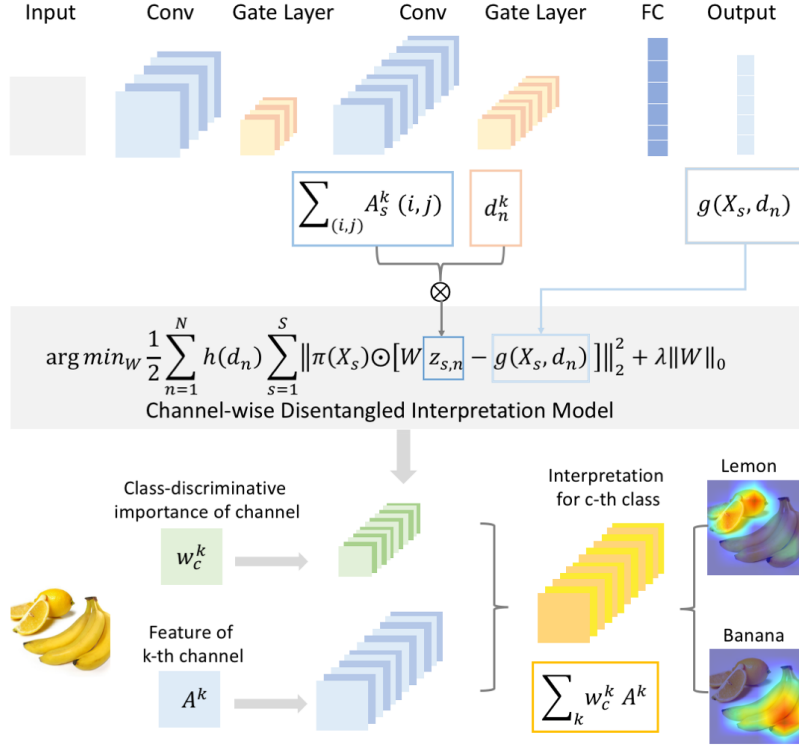 Input Conv Gate Layer Conv Gate Layer FC Output
∑_(i,j) A_s^k (i,j) d_n^k g(X_s, d_n)
⊗
arg min_W 1/2 ∑_{n=1}^{N} h(d_n) ∑_{s=1}^{S} ‖π(X_s)⊙[W z_{s,n} − g(X_s, d_n) ]‖_2^2 + λ‖W‖_0
Channel-wise Disentangled Interpretation Model
Class-discriminative
importance of channel
w_c^k
Feature of
k-th channel
A^k
Interpretation
for c-th class
∑_k w_c^k A^k
Lemon
Banana